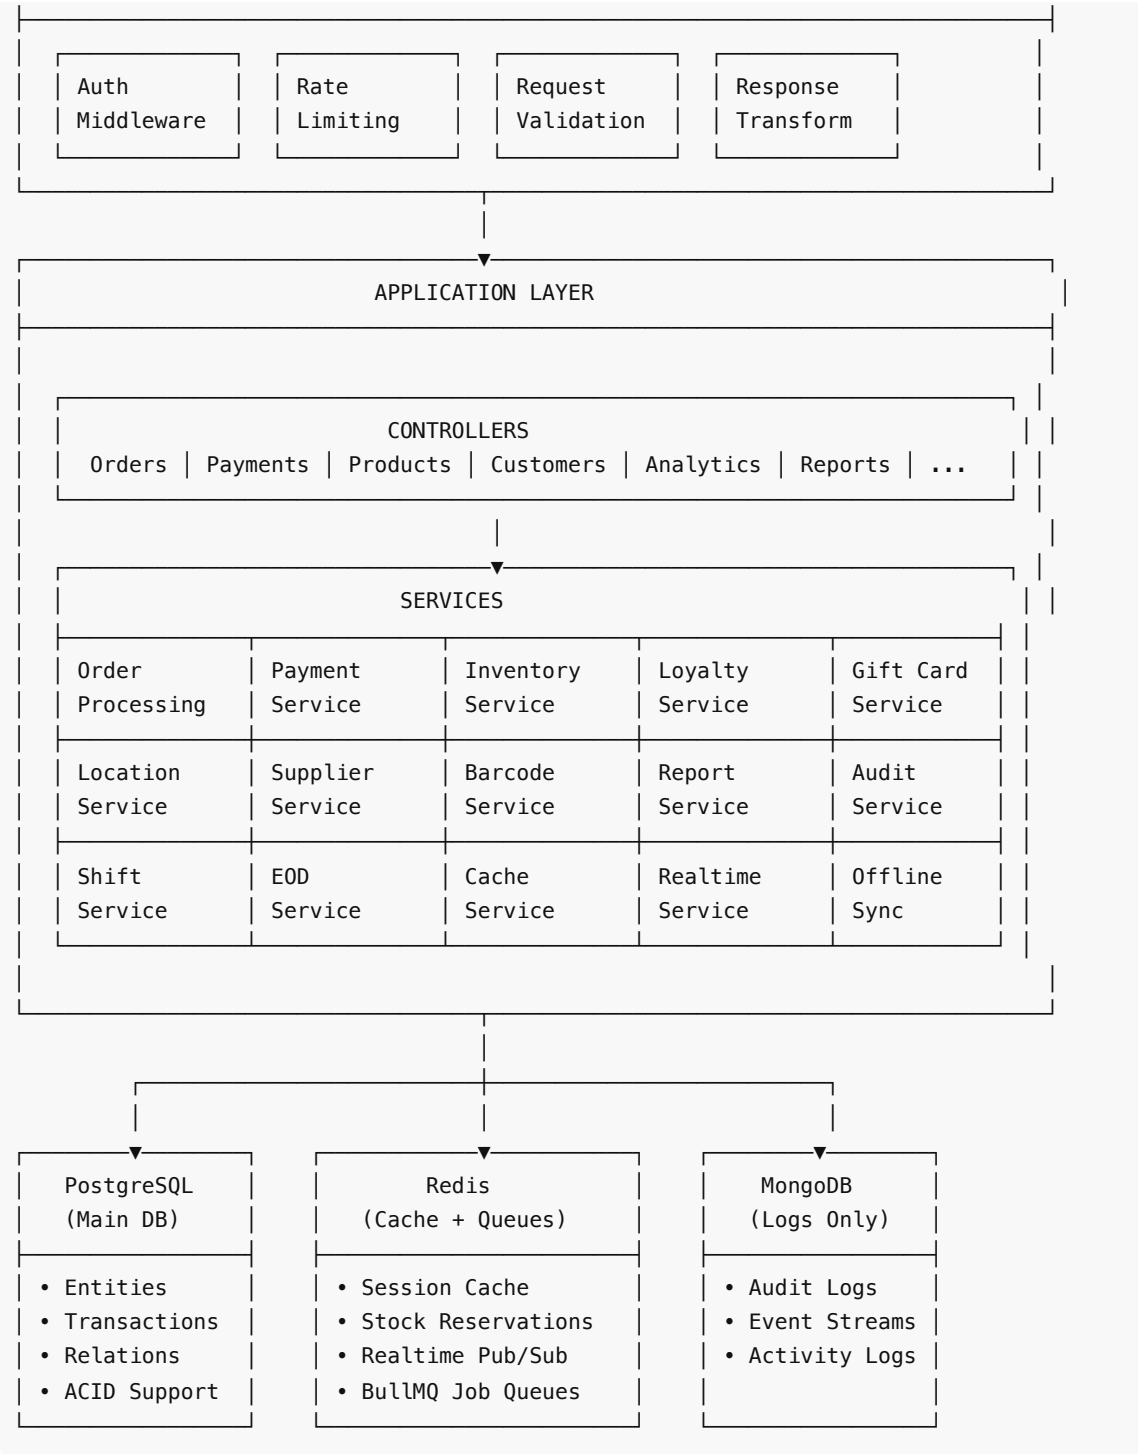 Auth Rate Request Response
Middleware Limiting Validation Transform
APPLICATION LAYER
CONTROLLERS
Orders │ Payments │ Products │ Customers │ Analytics │ Reports │ ...
SERVICES
Order Payment Inventory Loyalty Gift Card
Processing Service Service Service Service
Location Supplier Barcode Report Audit
Service Service Service Service Service
Shift EOD Cache Realtime Offline
Service Service Service Service Sync
PostgreSQL Redis MongoDB
(Main DB) (Cache + Queues) (Logs Only)
• Entities • Session Cache • Audit Logs
• Transactions • Stock Reservations • Event Streams
• Relations • Realtime Pub/Sub • Activity Logs
• ACID Support • BullMQ Job Queues